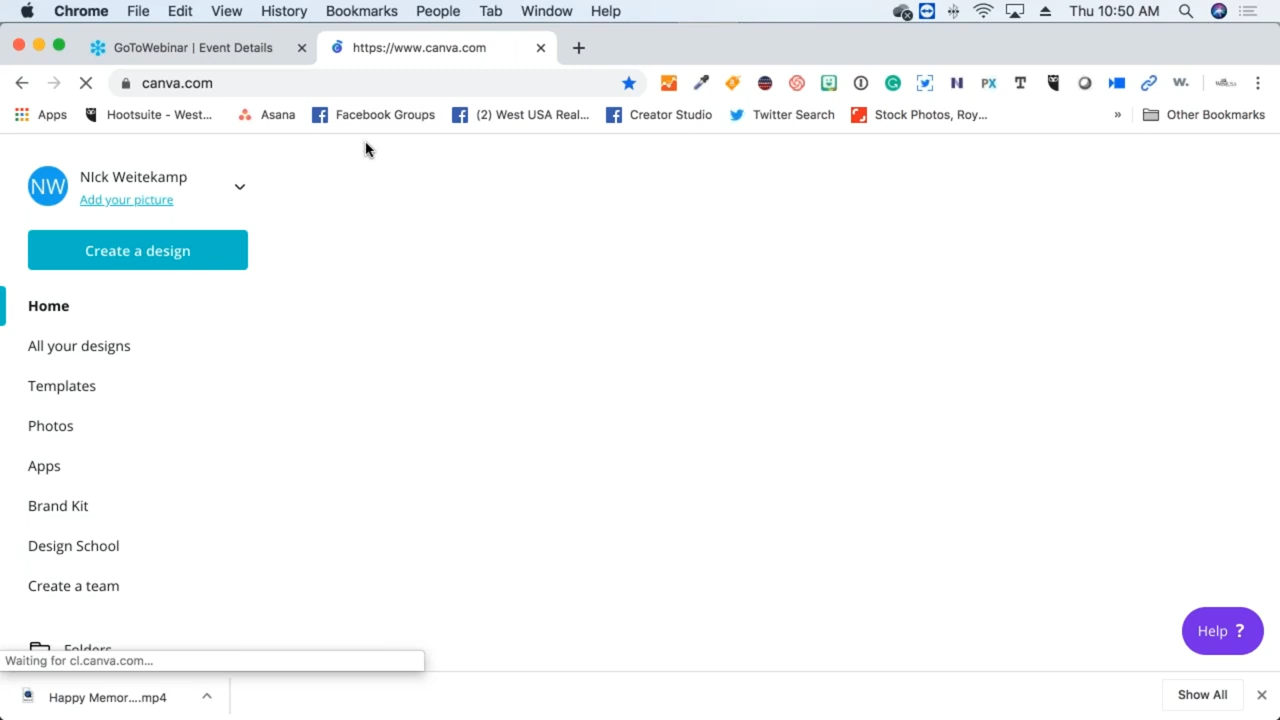 Chrome File Edit View History Bookmarks People Tab Window Help Thu 10:50 AM
GoToWebinar | Event Details https://www.canva.com
canva.com PX T W.
Apps Hootsuite - West... Asana Facebook Groups (2) West USA Real... Creator Studio Twitter Search Stock Photos, Roy... » Other Bookmarks
NW
NIck Weitekamp
Add your picture
Create a design
Home
All your designs
Templates
Photos
Apps
Brand Kit
Design School
Create a team
Folders
Help ?
Waiting for cl.canva.com...
Happy Memor....mp4
Show All